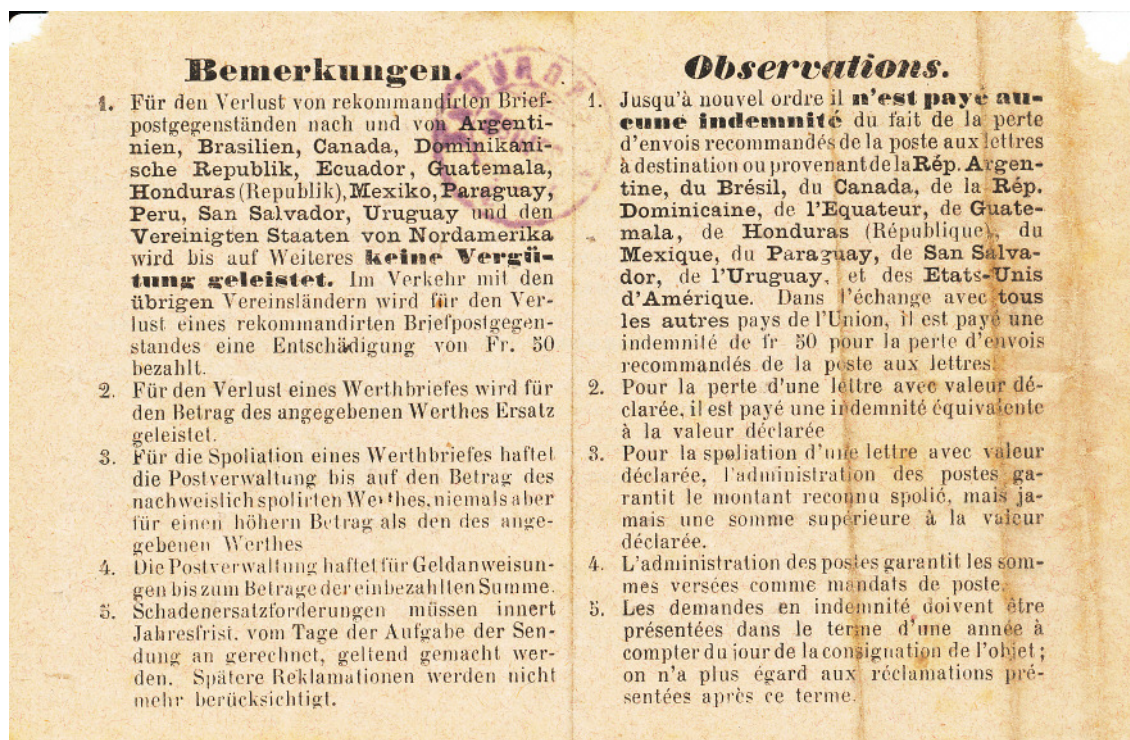 Bemerkungen.
1. Für den Verlust von rekommandirten Brief-
postgegenständen nach und von Argenti-
nien, Brasilien, Canada, Dominikani-
sche Republik, Ecuador, Guatemala,
Honduras (Republik), Mexiko, Paraguay,
Peru, San Salvador, Uruguay und den
Vereinigten Staaten von Nordamerika
wird bis auf Weiteres keine Vergü-
tung geleistet. Im Verkehr mit den
übrigen Vereinsländern wird für den Ver-
lust eines rekommandirten Briefpostgegen-
standes eine Entschädigung von Fr. 50
bezahlt.
2. Für den Verlust eines Werthbriefes wird für
den Betrag des angegebenen Werthes Ersatz
geleistet.
3. Für die Spoliation eines Werthbriefes haftet
die Postverwaltung bis auf den Betrag des
nachweislich spolirten Werthes, niemals aber
für einen höhern Betrag als den des ange-
gebenen Werthes
4. Die Postverwaltung haftet für Geldanweisun-
gen bis zum Betrage der einbezahlten Summe.
5. Schadenersatzforderungen müssen innert
Jahresfrist, vom Tage der Aufgabe der Sen-
dung an gerechnet, geltend gemacht wer-
den. Spätere Reklamationen werden nicht
mehr berücksichtigt.
Observations.
1. Jusqu'à nouvel ordre il n'est payé au-
cune indemnité du fait de la perte
d'envois recommandés de la poste aux lettres
à destination ou provenant de la Rép. Argen-
tine, du Brésil, du Canada, de la Rép.
Dominicaine, de l'Equateur, de Guate-
mala, de Honduras (République), du
Mexique, du Paraguay, de San Salva-
dor, de l'Uruguay, et des Etats-Unis
d'Amérique. Dans l'échange avec tous
les autres pays de l'Union, il est payé une
indemnité de fr 50 pour la perte d'envois
recommandés de la poste aux lettres.
2. Pour la perte d'une lettre avec valeur dé-
clarée, il est payé une indemnité équivalente
à la valeur déclarée
3. Pour la spoliation d'une lettre avec valeur
déclarée, l'administration des postes ga-
rantit le montant reconnu spolié, mais ja-
mais une somme supérieure à la valeur
déclarée.
4. L'administration des postes garantit les som-
mes versées comme mandats de poste.
5. Les demandes en indemnité doivent être
présentées dans le terme d'une année à
compter du jour de la consignation de l'objet;
on n'a plus égard aux réclamations pré-
sentées après ce terme.